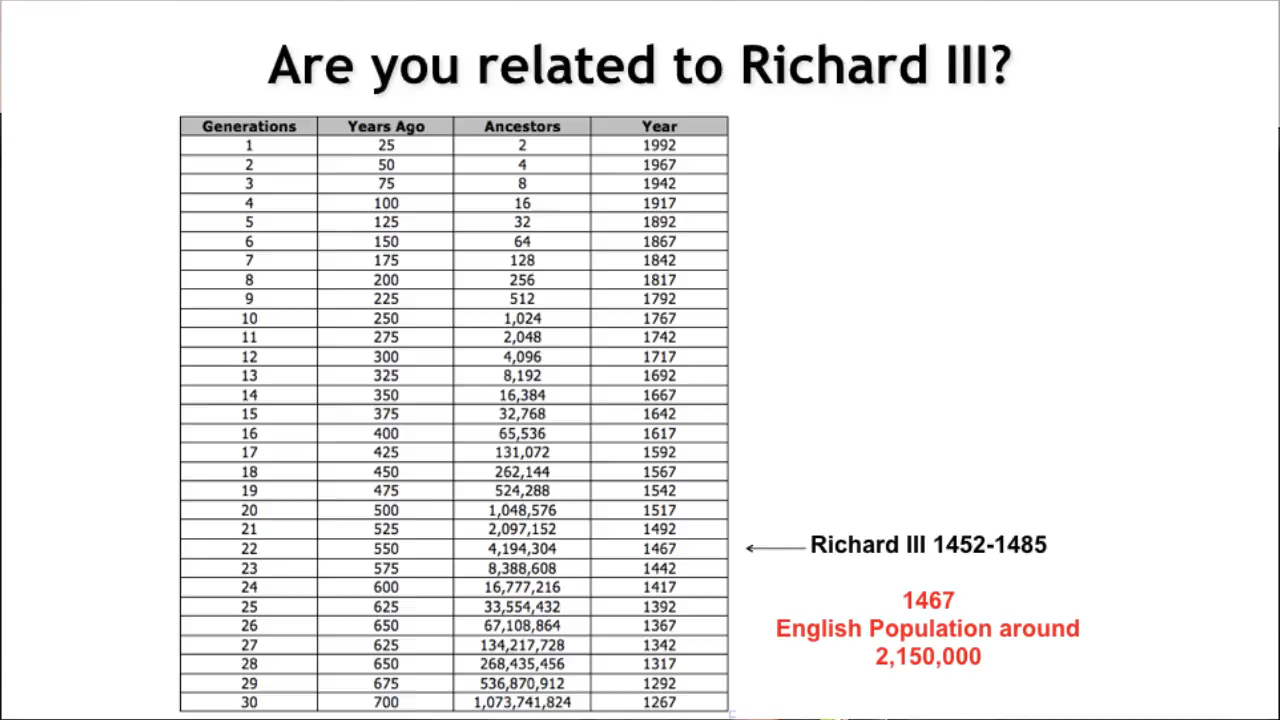 Are you related to Richard III?
Generations Years Ago Ancestors Year
1 25 2 1992
2 50 4 1967
3 75 8 1942
4 100 16 1917
5 125 32 1892
6 150 64 1867
7 175 128 1842
8 200 256 1817
9 225 512 1792
10 250 1,024 1767
11 275 2,048 1742
12 300 4,096 1717
13 325 8,192 1692
14 350 16,384 1667
15 375 32,768 1642
16 400 65,536 1617
17 425 131,072 1592
18 450 262,144 1567
19 475 524,288 1542
20 500 1,048,576 1517
21 525 2,097,152 1492
22 550 4,194,304 1467
23 575 8,388,608 1442
24 600 16,777,216 1417
25 625 33,554,432 1392
26 650 67,108,864 1367
27 625 134,217,728 1342
28 650 268,435,456 1317
29 675 536,870,912 1292
30 700 1,073,741,824 1267
Richard III 1452-1485
1467
English Population around
2,150,000